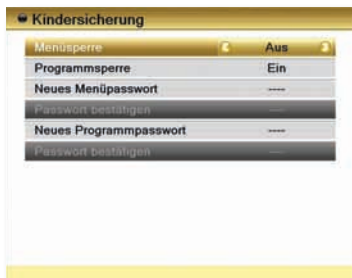 Kindersicherung
Menüsperre Aus
Programmsperre Ein
Neues Menüpasswort ----
Passwort bestätigen ----
Neues Programmpasswort ----
Passwort bestätigen ----